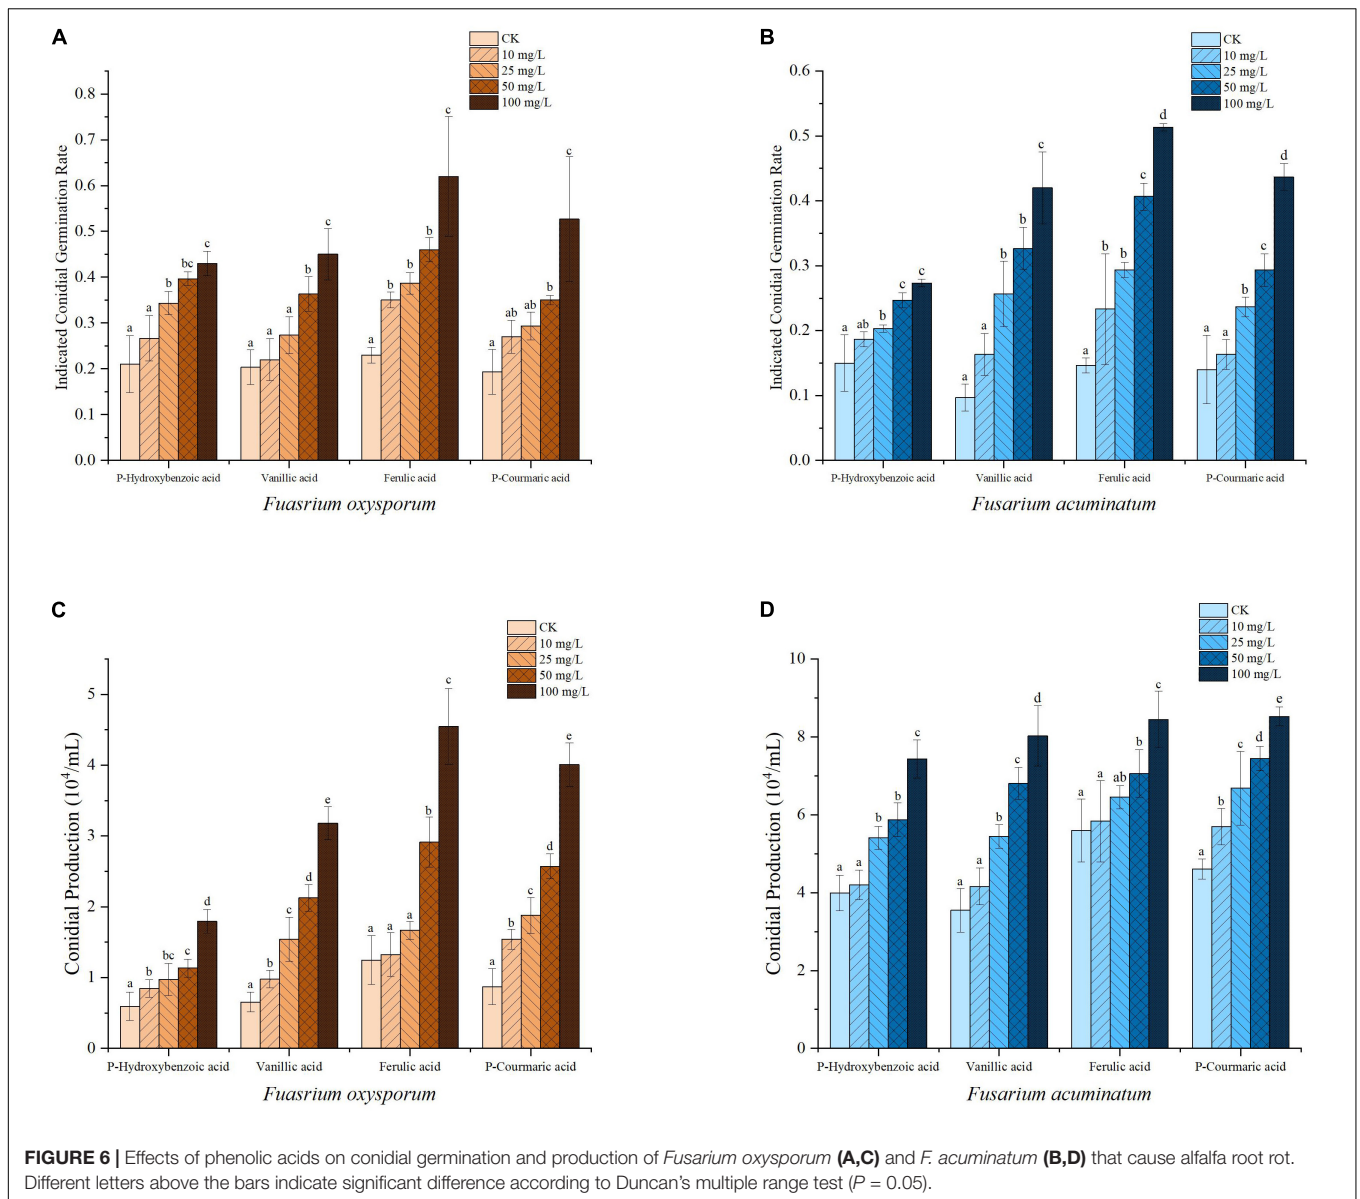 A
CK
10 mg/L
25 mg/L
50 mg/L
100 mg/L
Indicated Conidial Germination Rate
0.8
0.7
0.6
0.5
0.4
0.3
0.2
0.1
0.0
a a b bc c
a a a b c
a b b b c
a ab ab b c
P-Hydroxybenzoic acid Vanillic acid Ferulic acid P-Courmaric acid
Fuasrium oxysporum
B
CK
10 mg/L
25 mg/L
50 mg/L
100 mg/L
Indicated Conidial Germination Rate
0.6
0.5
0.4
0.3
0.2
0.1
0.0
a ab b c c
a a b b c
a b b c d
a a b c d
P-Hydroxybenzoic acid Vanillic acid Ferulic acid P-Courmaric acid
Fusarium acuminatum
C
CK
10 mg/L
25 mg/L
50 mg/L
100 mg/L
Conidial Production (10⁴/mL)
5
4
3
2
1
0
a b bc c d
a b c d e
a a a b c
a b c d e
P-Hydroxybenzoic acid Vanillic acid Ferulic acid P-Courmaric acid
Fuasrium oxysporum
D
CK
10 mg/L
25 mg/L
50 mg/L
100 mg/L
Conidial Production (10⁴/mL)
10
8
6
4
2
0
a a b b c
a a b c d
a a ab b c
a b c d e
P-Hydroxybenzoic acid Vanillic acid Ferulic acid P-Courmaric acid
Fusarium acuminatum
FIGURE 6 | Effects of phenolic acids on conidial germination and production of Fusarium oxysporum (A,C) and F. acuminatum (B,D) that cause alfalfa root rot.
Different letters above the bars indicate significant difference according to Duncan's multiple range test (P = 0.05).